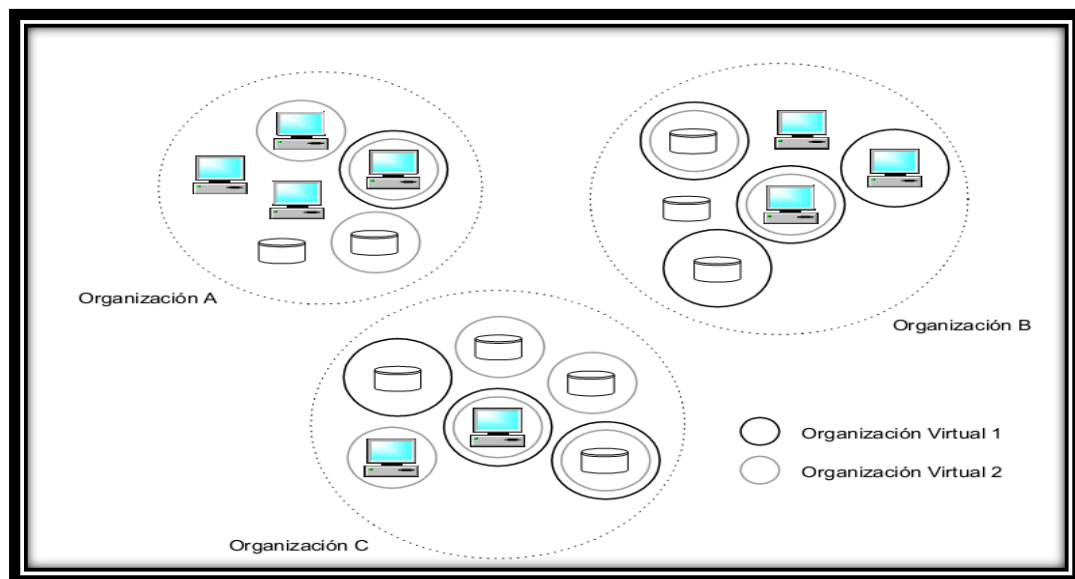 Organización A
Organización B
Organización Virtual 1
Organización Virtual 2
Organización C